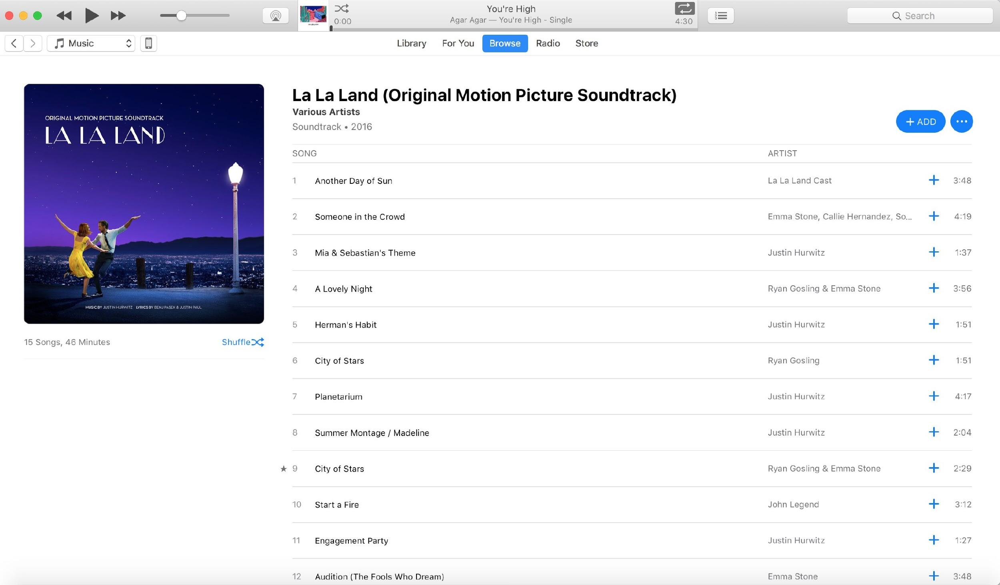 You're High
0:00
Agar Agar — You're High - Single
4:30
Search
Music
Library
For You
Browse
Radio
Store
ORIGINAL MOTION PICTURE SOUNDTRACK
LA LA LAND
MUSIC BY JUSTIN HURWITZ LYRICS BY BENJ PASEK & JUSTIN PAUL
15 Songs, 46 Minutes
Shuffle
La La Land (Original Motion Picture Soundtrack)
Various Artists
Soundtrack • 2016
+ ADD
SONG ARTIST
1 Another Day of Sun La La Land Cast + 3:48
2 Someone in the Crowd Emma Stone, Callie Hernandez, So... + 4:19
3 Mia & Sebastian's Theme Justin Hurwitz + 1:37
4 A Lovely Night Ryan Gosling & Emma Stone + 3:56
5 Herman's Habit Justin Hurwitz + 1:51
6 City of Stars Ryan Gosling + 1:51
7 Planetarium Justin Hurwitz + 4:17
8 Summer Montage / Madeline Justin Hurwitz + 2:04
★ 9 City of Stars Ryan Gosling & Emma Stone + 2:29
10 Start a Fire John Legend + 3:12
11 Engagement Party Justin Hurwitz + 1:27
12 Audition (The Fools Who Dream) Emma Stone + 3:48